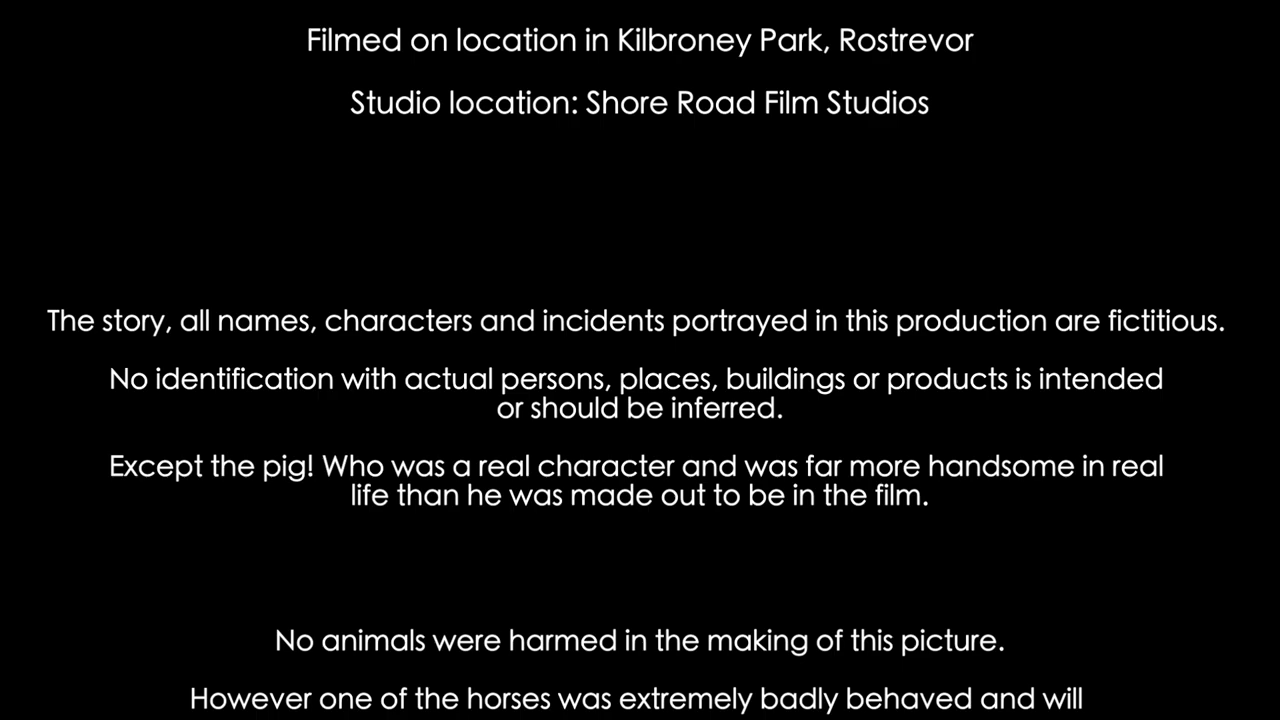 Filmed on location in Kilbroney Park, Rostrevor
Studio location: Shore Road Film Studios
The story, all names, characters and incidents portrayed in this production are fictitious.
No identification with actual persons, places, buildings or products is intended
or should be inferred.
Except the pig! Who was a real character and was far more handsome in real
life than he was made out to be in the film.
No animals were harmed in the making of this picture.
However one of the horses was extremely badly behaved and will